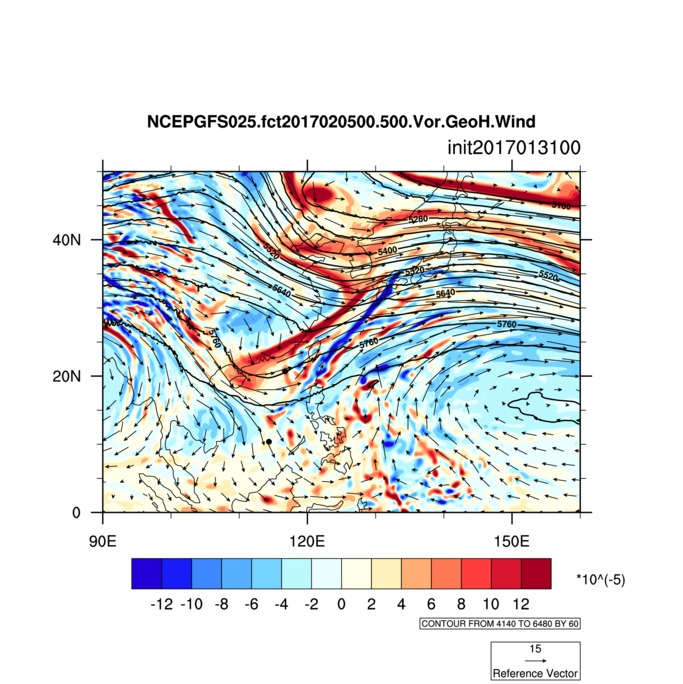 NCEPGFS025.fct2017020500.500.Vor.GeoH.Wind
init2017013100
5760
5280
5400
5520
5520
5520
5640
5640
5760
5760
5760
40N
20N
0
90E 120E 150E
-12 -10 -8 -6 -4 -2 0 2 4 6 8 10 12
*10^(-5)
CONTOUR FROM 4140 TO 6480 BY 60
15
Reference Vector